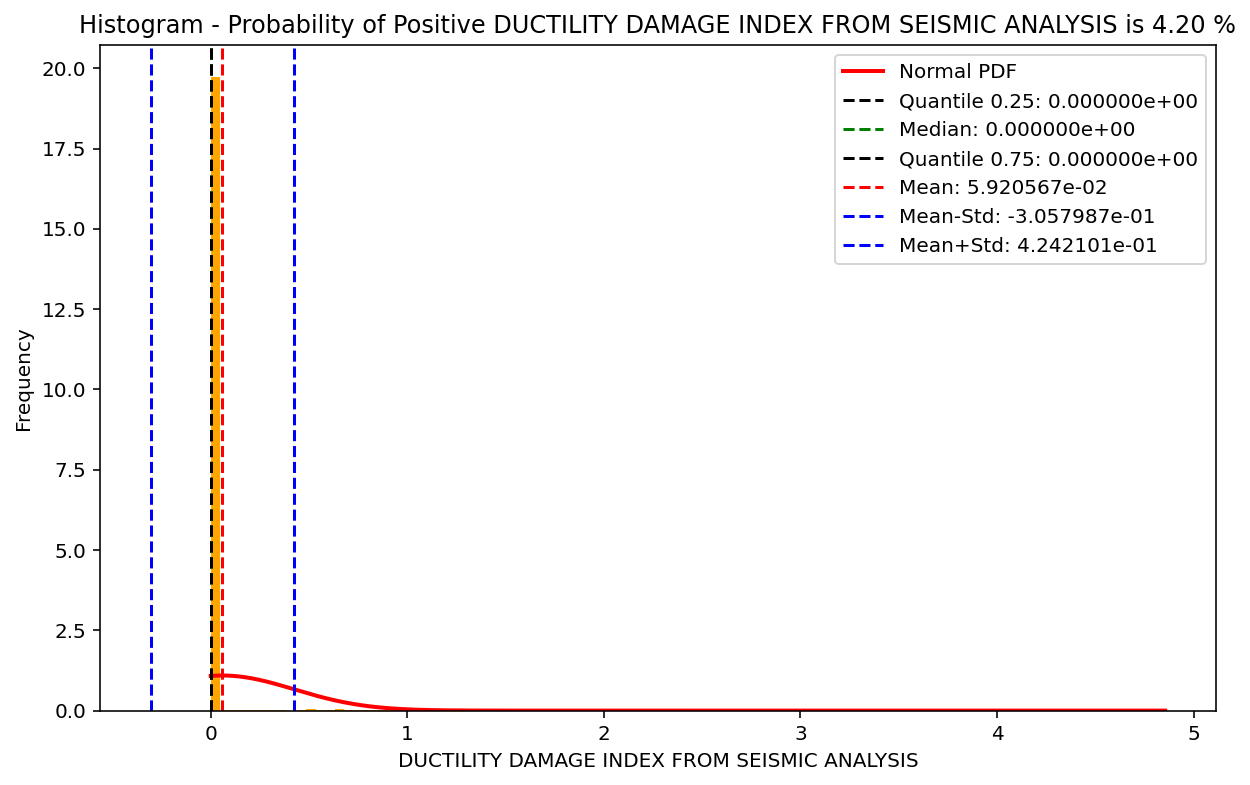 Histogram - Probability of Positive DUCTILITY DAMAGE INDEX FROM SEISMIC ANALYSIS is 4.20 %
20.0
17.5
15.0
12.5
10.0
7.5
5.0
2.5
0.0
Frequency
Normal PDF
Quantile 0.25: 0.000000e+00
Median: 0.000000e+00
Quantile 0.75: 0.000000e+00
Mean: 5.920567e-02
Mean-Std: -3.057987e-01
Mean+Std: 4.242101e-01
0 1 2 3 4 5
DUCTILITY DAMAGE INDEX FROM SEISMIC ANALYSIS